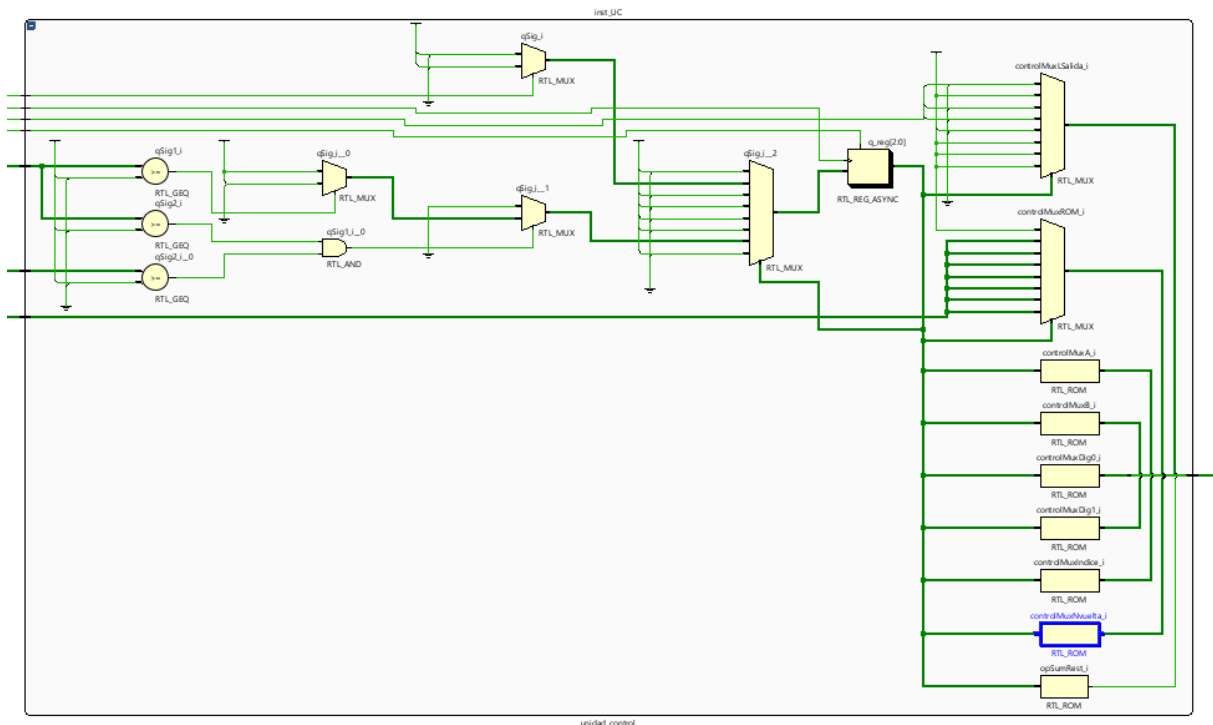 inst_UC
qSig_i
RTL_MUX
controlMuxLSalida_i
RTL_MUX
qSig1_i
>=
RTL_GEQ
qSig_i__0
RTL_MUX
qSig_i__2
RTL_MUX
q_reg[2:0]
RTL_REG_ASYNC
qSig2_i
>=
RTL_GEQ
qSig_i__1
RTL_MUX
qSig1_i__0
RTL_AND
qSig2_i__0
>=
RTL_GEQ
controlMuxROM_i
RTL_MUX
controlMuxA_i
RTL_ROM
controlMuxB_i
RTL_ROM
controlMuxDig0_i
RTL_ROM
controlMuxDig1_i
RTL_ROM
controlMuxIndice_i
RTL_ROM
controlMuxNvuelta_i
RTL_ROM
opSumRest_i
RTL_ROM
unidad_control